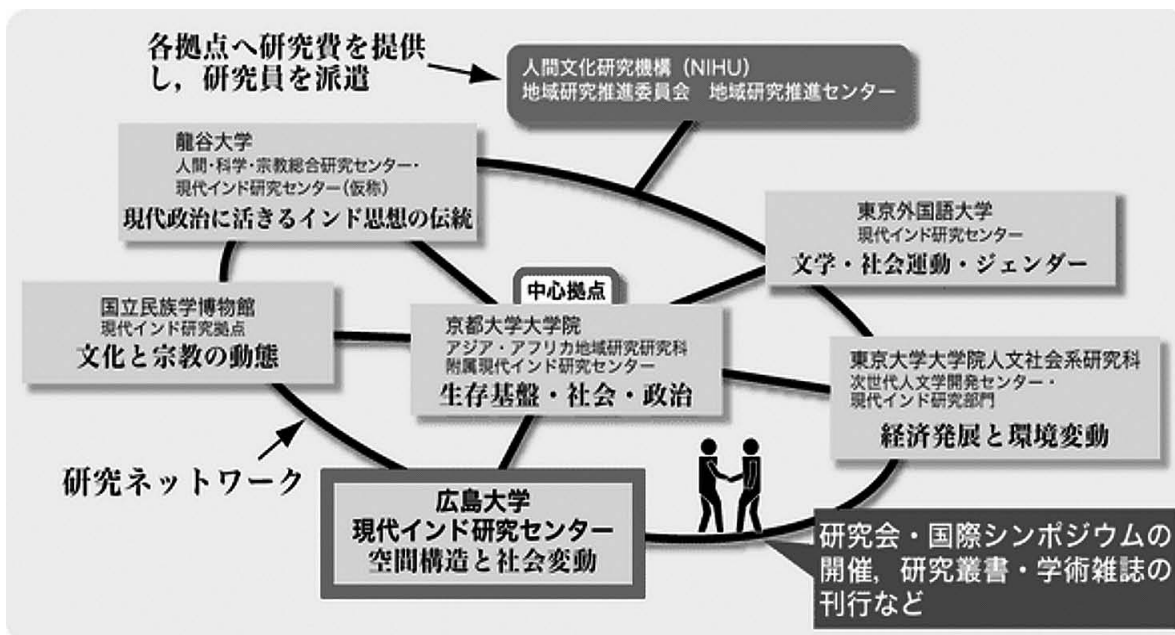 各拠点へ研究費を提供
し，研究員を派遣
人間文化研究機構（NIHU）
地域研究推進委員会　地域研究推進センター
龍谷大学
人間・科学・宗教総合研究センター・
現代インド研究センター（仮称）
現代政治に活きるインド思想の伝統
東京外国語大学
現代インド研究センター
文学・社会運動・ジェンダー
中心拠点
国立民族学博物館
現代インド研究拠点
文化と宗教の動態
京都大学大学院
アジア・アフリカ地域研究研究科
附属現代インド研究センター
生存基盤・社会・政治
東京大学大学院人文社会系研究科
次世代人文学開発センター・
現代インド研究部門
経済発展と環境変動
研究ネットワーク
広島大学
現代インド研究センター
空間構造と社会変動
研究会・国際シンポジウムの
開催，研究叢書・学術雑誌の
刊行など